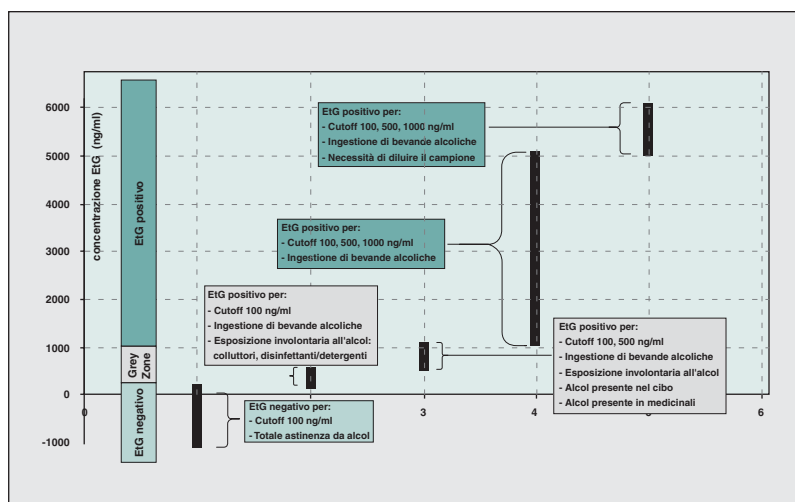 concentrazione EtG (ng/ml)
6000
5000
4000
3000
2000
1000
0
-1000
EtG positivo
Grey
Zone
EtG negativo
EtG positivo per:
- Cutoff 100, 500, 1000 ng/ml
- Ingestione di bevande alcoliche
- Necessità di diluire il campione
EtG positivo per:
- Cutoff 100, 500, 1000 ng/ml
- Ingestione di bevande alcoliche
EtG positivo per:
- Cutoff 100 ng/ml
- Ingestione di bevande alcoliche
- Esposizione involontaria all'alcol:
colluttori, disinfettanti/detergenti
EtG positivo per:
- Cutoff 100, 500 ng/ml
- Ingestione di bevande alcoliche
- Esposizione involontaria all'alcol
- Alcol presente nel cibo
- Alcol presente in medicinali
EtG negativo per:
- Cutoff 100 ng/ml
- Totale astinenza da alcol
0 3 4 6